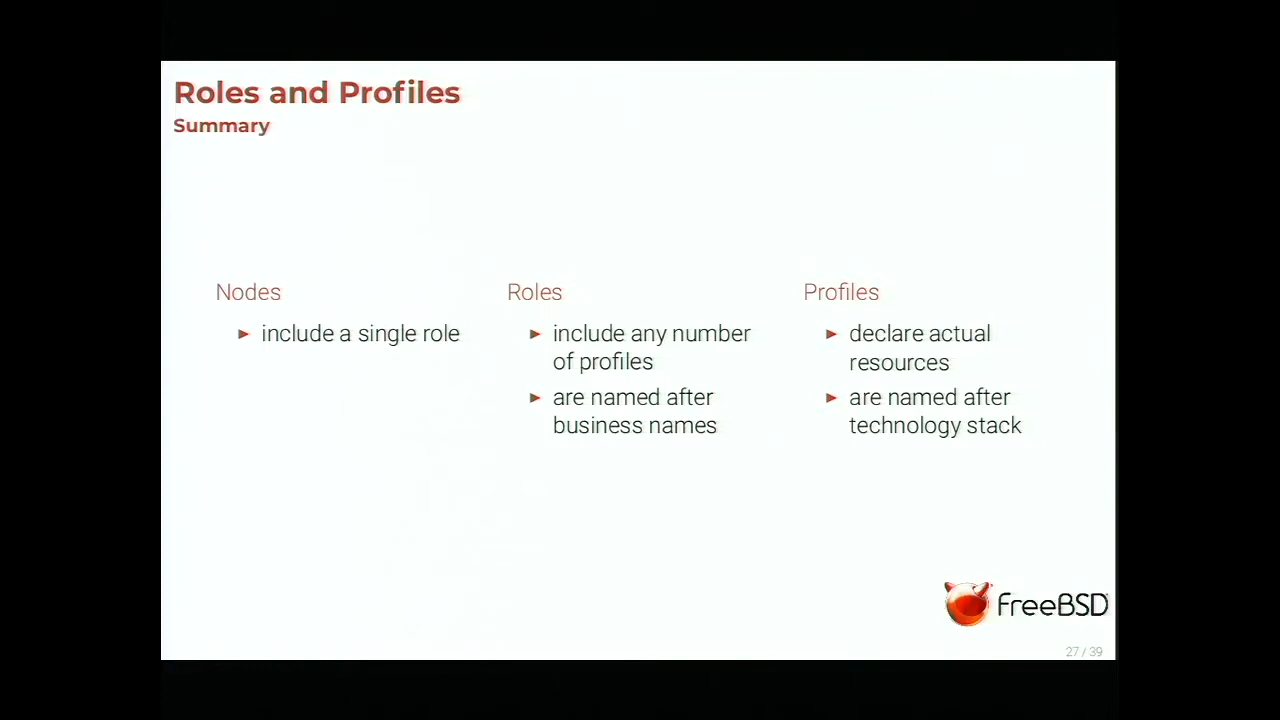 Roles and Profiles
Summary
Nodes
include a single role
Roles
include any number
of profiles
are named after
business names
Profiles
declare actual
resources
are named after
technology stack
FreeBSD
27 / 39